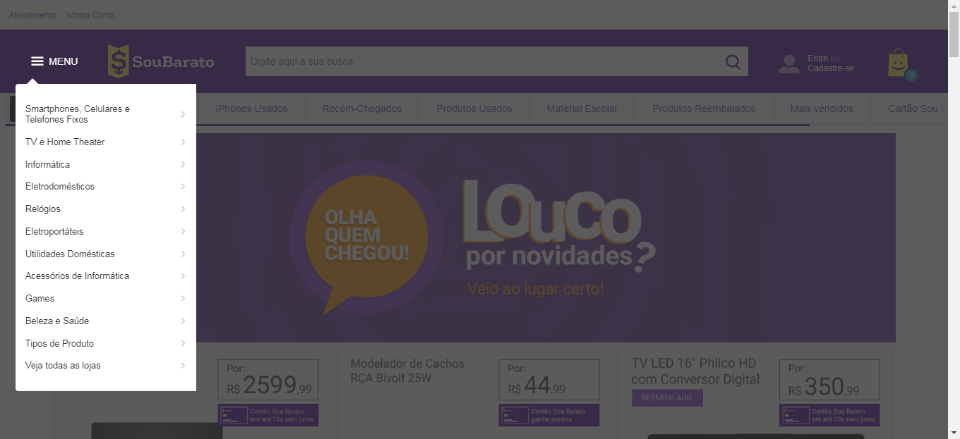 Atendimento Minha Conta
MENU
SouBarato
Digite aqui a sua busca
Entre ou
Cadastre-se
0
iPhones Usados Recém-Chegados Produtos Usados Material Escolar Produtos Reembalados Mais vendidos Cartão Sou
Smartphones, Celulares e
Telefones Fixos
TV e Home Theater
Informática
Eletrodomésticos
Relógios
Eletroportáteis
Utilidades Domésticas
Acessórios de Informática
Games
Beleza e Saúde
Tipos de Produto
Veja todas as lojas
OLHA
QUEM
CHEGOU!
LOUCO
por novidades?
Veio ao lugar certo!
Por:
R$ 2599,99
Cartão Sou Barato
em até 10x sem juros
Modelador de Cachos
RCA Bivolt 25W
Por:
R$ 44,99
Cartão Sou Barato
ganhe pontos
TV LED 16" Philco HD
com Conversor Digital
REEMBALADO
Por:
R$ 350,99
Cartão Sou Barato
em até 12x sem juros